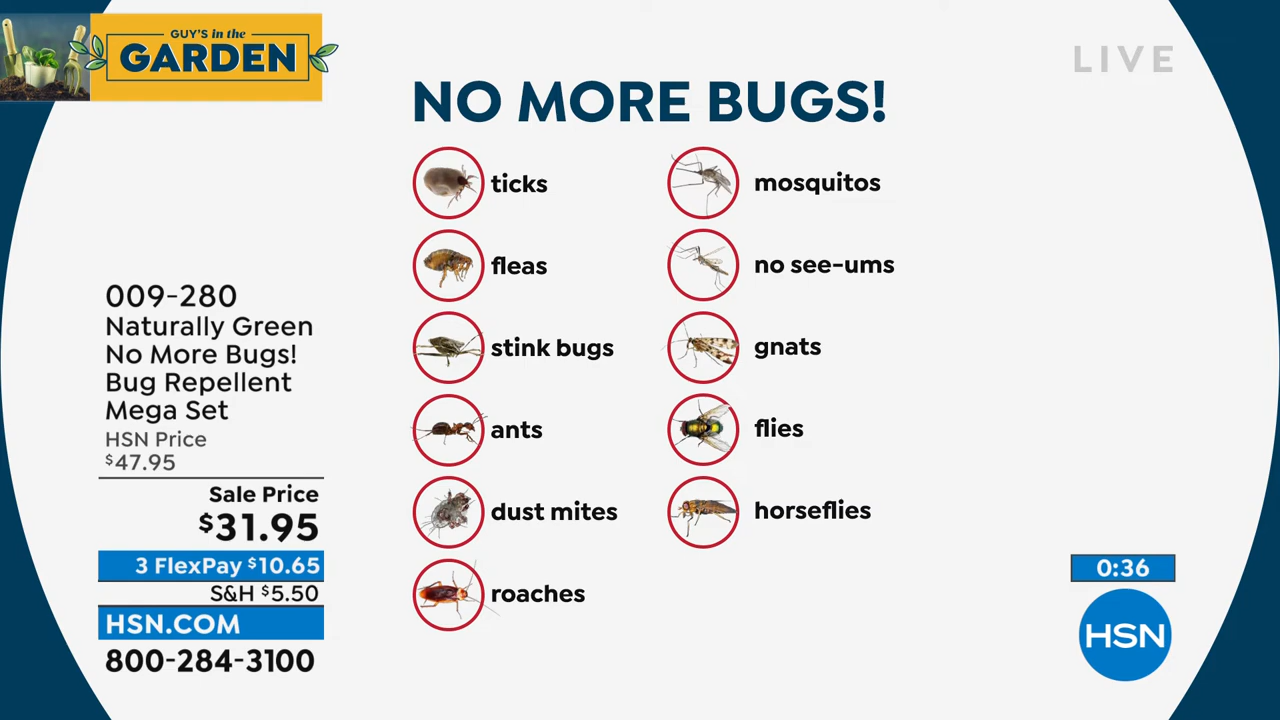 GUY'S in the
GARDEN
LIVE
NO MORE BUGS!
ticks
mosquitos
fleas
no see-ums
stink bugs
gnats
ants
flies
dust mites
horseflies
roaches
009-280
Naturally Green
No More Bugs!
Bug Repellent
Mega Set
HSN Price
$47.95
Sale Price
$31.95
3 FlexPay $10.65
S&H $5.50
HSN.COM
800-284-3100
0:36
HSN